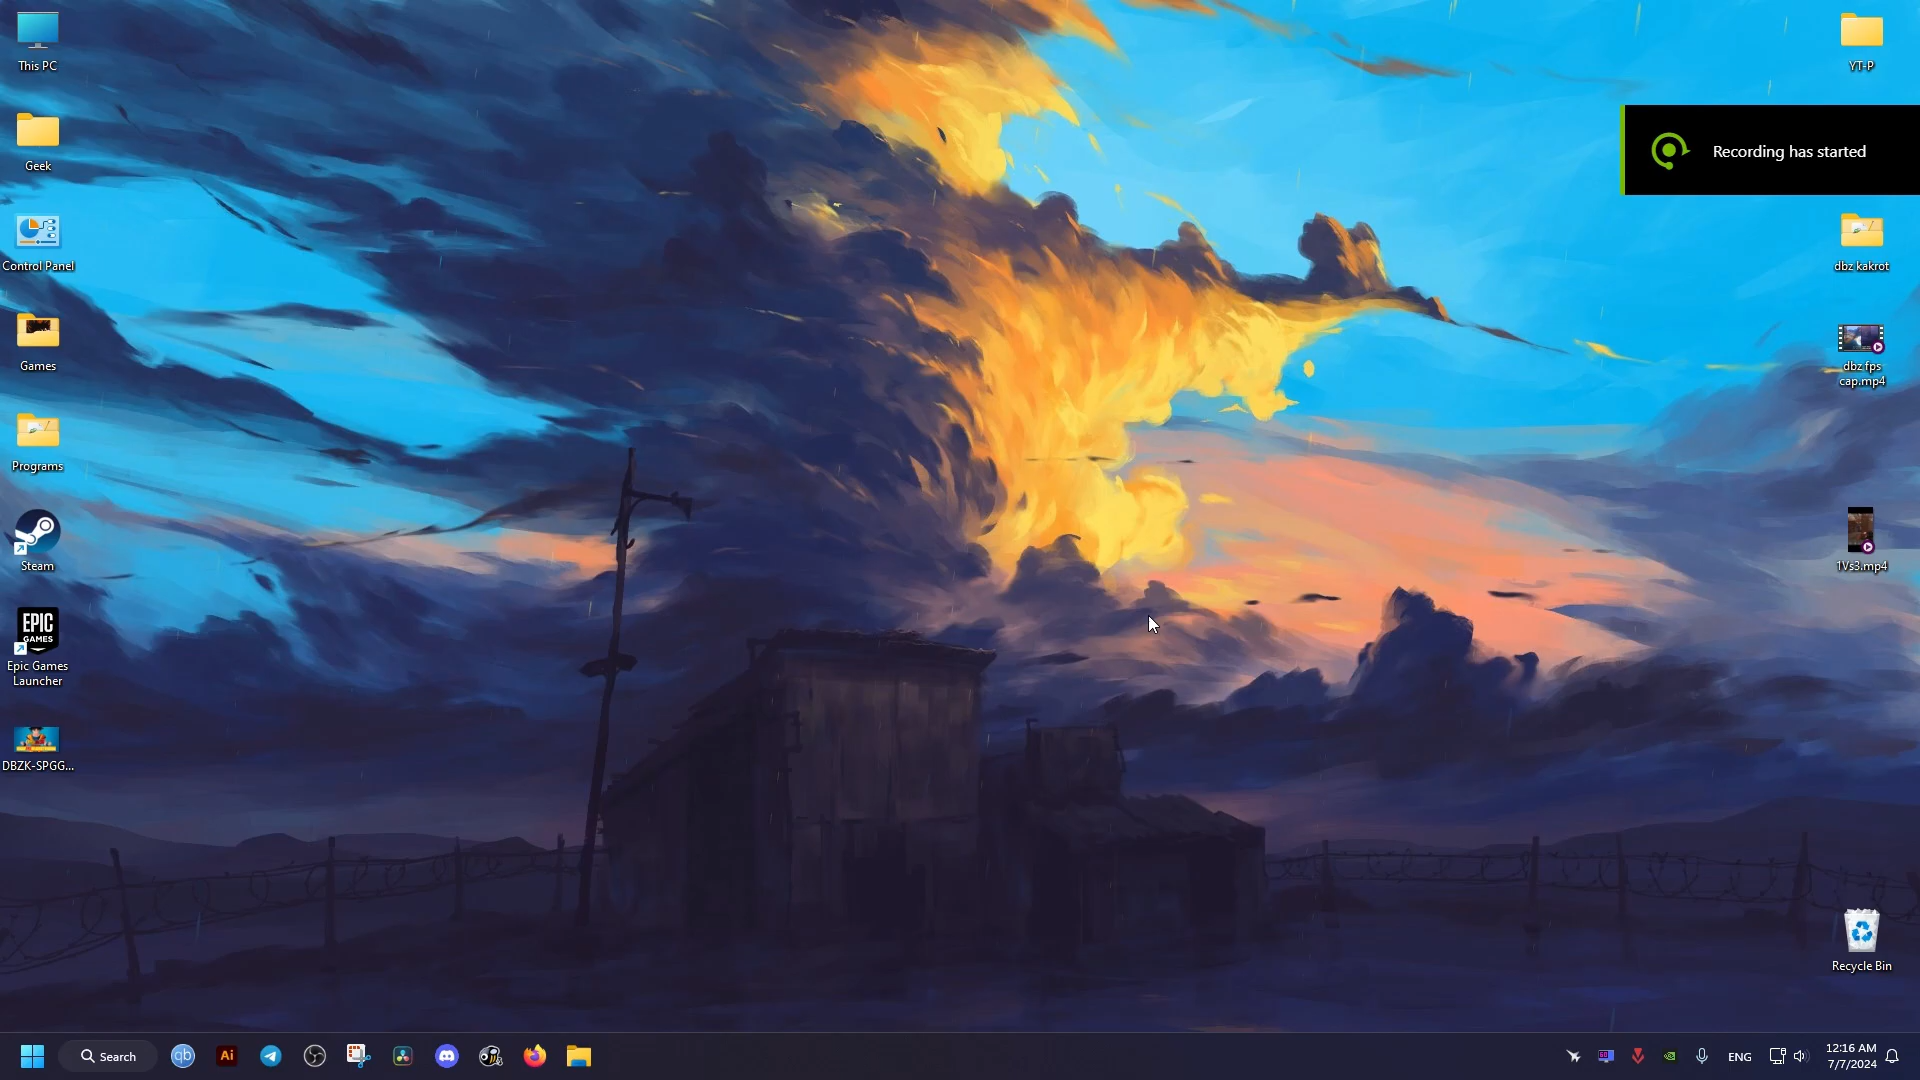 This PC
Geek
Control Panel
Games
Programs
Steam
EPIC
GAMES
Epic Games
Launcher
DBZK-SPGG...
YT-P
Recording has started
dbz kakrot
dbz fps
cap.mp4
1Vs3.mp4
Recycle Bin
Search
qb
Ai
60
ENG
12:16 AM
7/7/2024